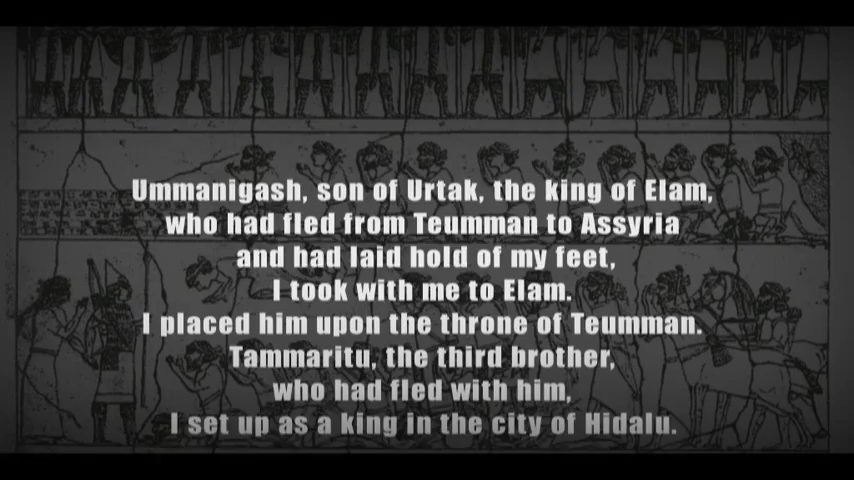 Ummanigash, son of Urtak, the king of Elam,
who had fled from Teumman to Assyria
and had laid hold of my feet,
I took with me to Elam.
I placed him upon the throne of Teumman.
Tammaritu, the third brother,
who had fled with him,
I set up as a king in the city of Hidalu.